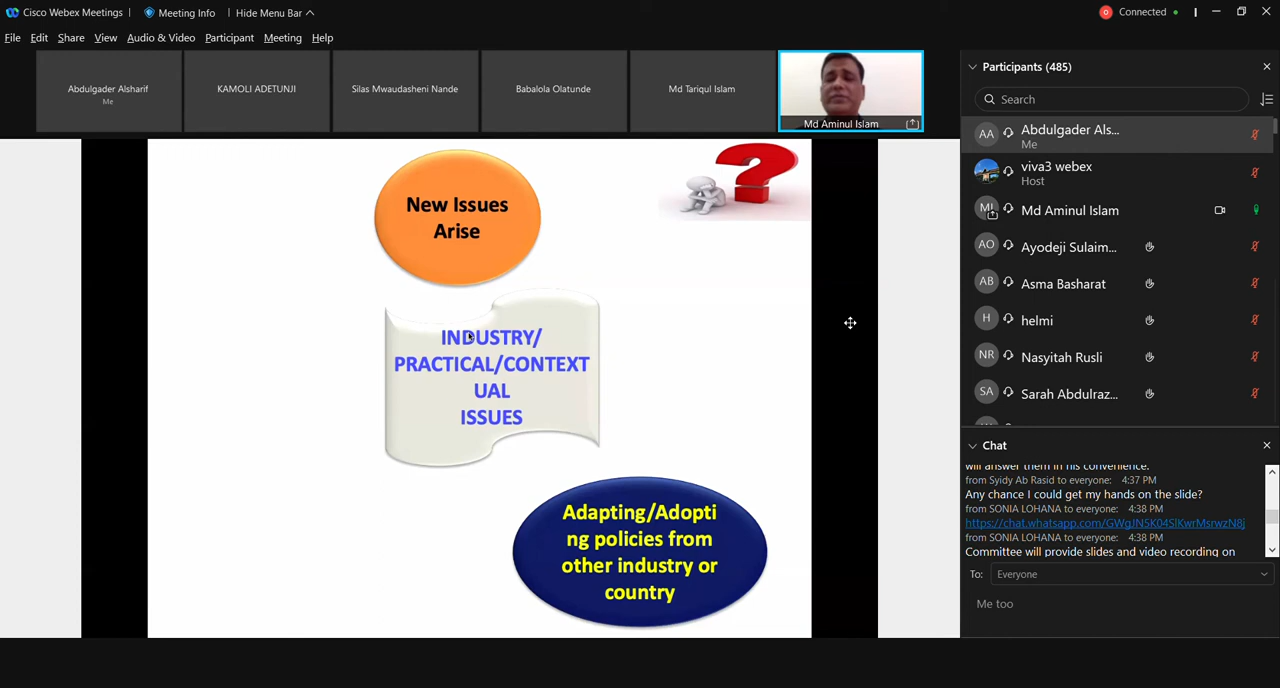 Cisco Webex Meetings
Meeting Info
Hide Menu Bar
Connected
File Edit Share View Audio & Video Participant Meeting Help
Abdulgader Alsharif
Me
KAMOLI ADETUNJI
Silas Mwaudasheni Nande
Babalola Olatunde
Md Tariqul Islam
Md Aminul Islam
New Issues
Arise
?
INDUSTRY/
PRACTICAL/CONTEXT
UAL
ISSUES
Adapting/Adopti
ng policies from
other industry or
country
Participants (485)
Search
AA
Abdulgader Als...
Me
viva3 webex
Host
MI
Md Aminul Islam
AO
Ayodeji Sulaim...
AB
Asma Basharat
H
helmi
NR
Nasyitah Rusli
SA
Sarah Abdulraz...
Chat
will answer them in his convenience.
from Syidy Ab Rasid to everyone: 4:37 PM
Any chance I could get my hands on the slide?
from SONIA LOHANA to everyone: 4:38 PM
from SONIA LOHANA to everyone: 4:38 PM
Committee will provide slides and video recording on
To: Everyone
Me too